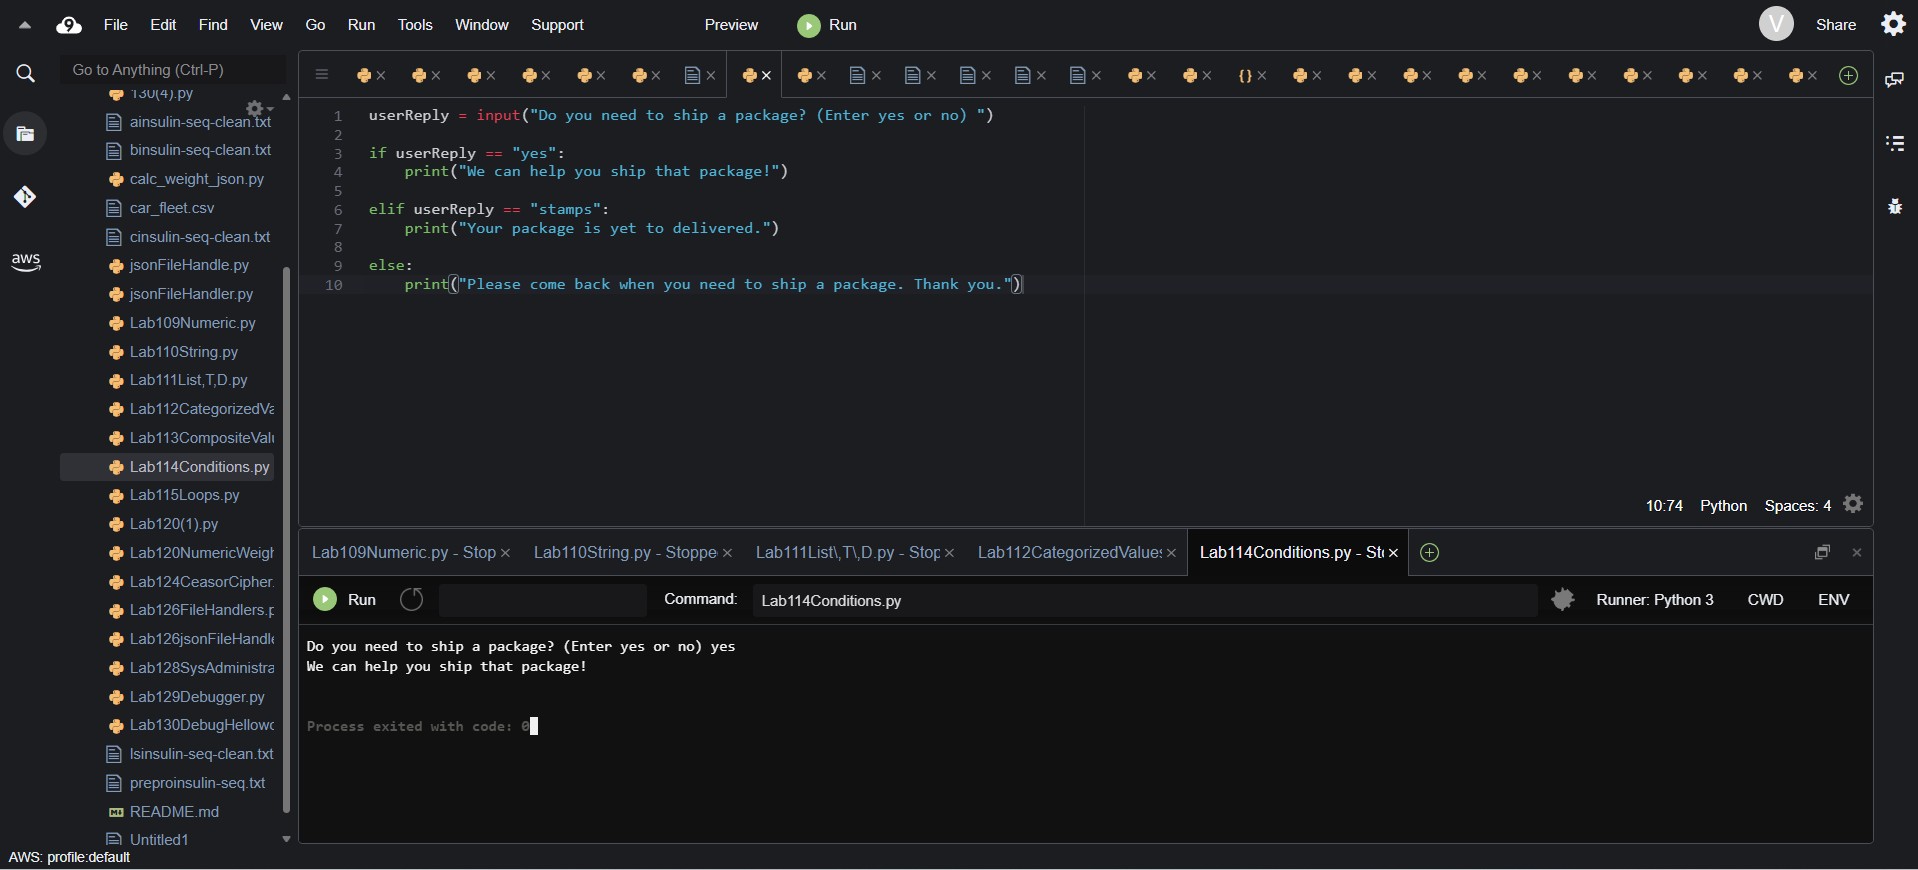 File Edit Find View Go Run Tools Window Support Preview Run V Share
Go to Anything (Ctrl-P)
130(4).py
ainsulin-seq-clean.txt
binsulin-seq-clean.txt
calc_weight_json.py
car_fleet.csv
cinsulin-seq-clean.txt
jsonFileHandle.py
jsonFileHandler.py
Lab109Numeric.py
Lab110String.py
Lab111List,T,D.py
Lab112CategorizedVa
Lab113CompositeValu
Lab114Conditions.py
Lab115Loops.py
Lab120(1).py
Lab120NumericWeigh
Lab124CeasorCipher.
Lab126FileHandlers.p
Lab126jsonFileHandle
Lab128SysAdministra
Lab129Debugger.py
Lab130DebugHellowo
lsinsulin-seq-clean.txt
preproinsulin-seq.txt
README.md
Untitled1
aws
1 userReply = input("Do you need to ship a package? (Enter yes or no) ")
2
3 if userReply == "yes":
4 print("We can help you ship that package!")
5
6 elif userReply == "stamps":
7 print("Your package is yet to delivered.")
8
9 else:
10 print("Please come back when you need to ship a package. Thank you.")
10:74 Python Spaces: 4
Lab109Numeric.py - Stop Lab110String.py - Stoppe Lab111List\,T\,D.py - Stop Lab112CategorizedValues Lab114Conditions.py - Sto
Run Command: Lab114Conditions.py Runner: Python 3 CWD ENV
Do you need to ship a package? (Enter yes or no) yes
We can help you ship that package!
Process exited with code: 0
AWS: profile:default